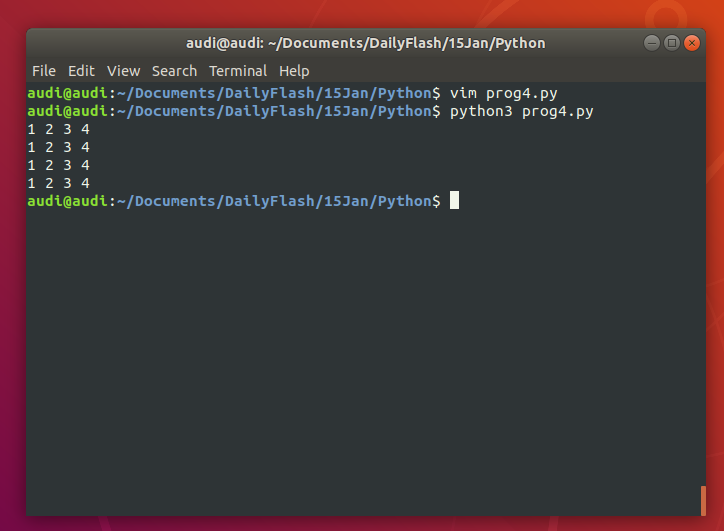 audi@audi: ~/Documents/DailyFlash/15Jan/Python
File Edit View Search Terminal Help
audi@audi:~/Documents/DailyFlash/15Jan/Python$ vim prog4.py
audi@audi:~/Documents/DailyFlash/15Jan/Python$ python3 prog4.py
1 2 3 4
1 2 3 4
1 2 3 4
1 2 3 4
audi@audi:~/Documents/DailyFlash/15Jan/Python$